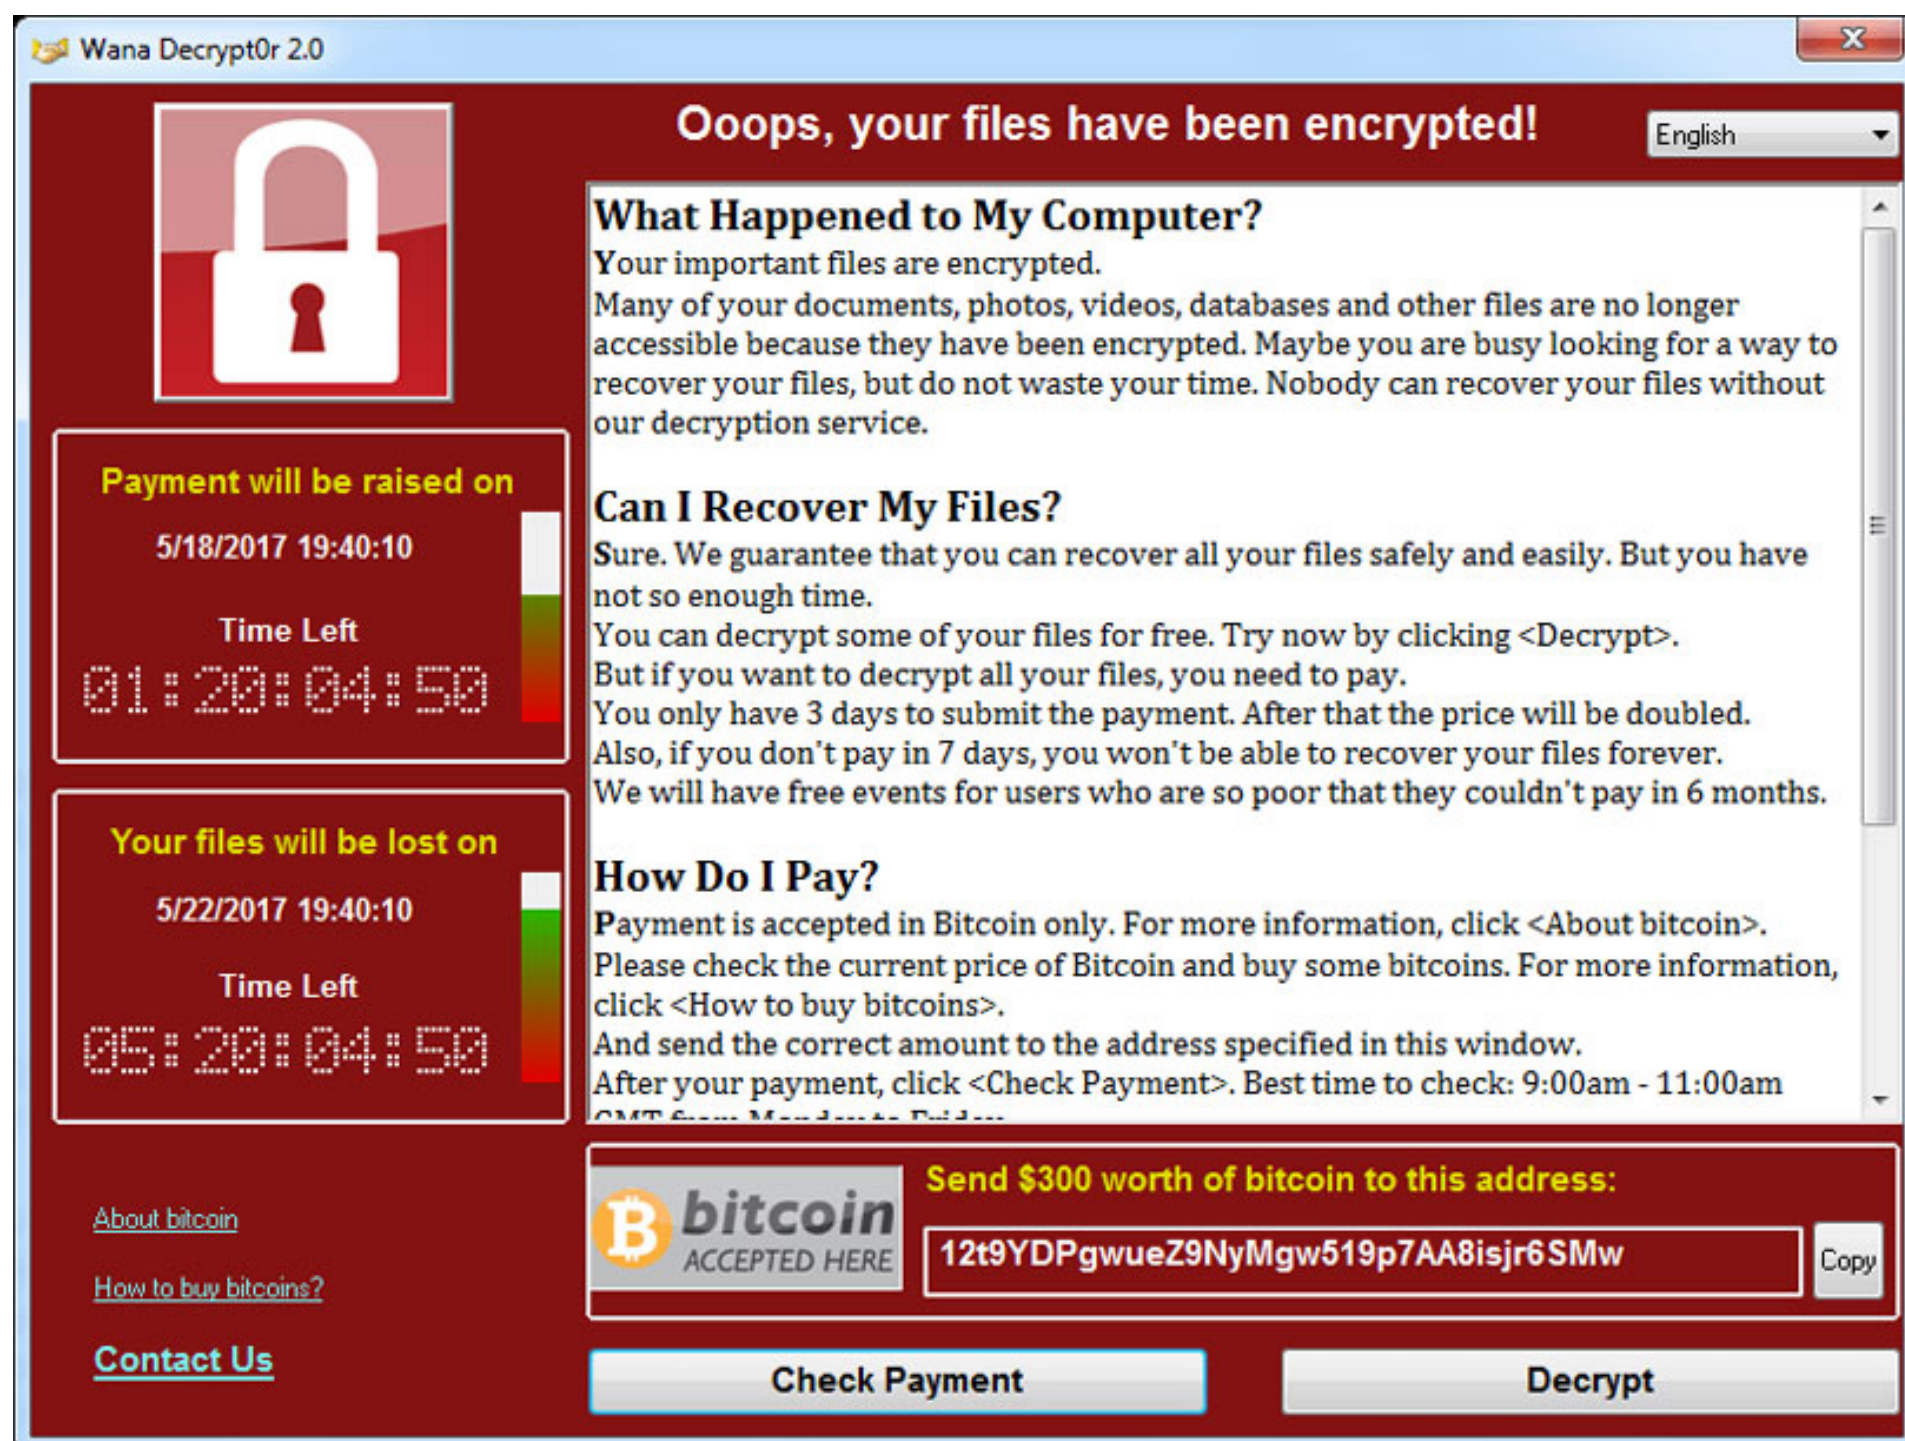 Wana Decrypt0r 2.0
Ooops, your files have been encrypted!
English
What Happened to My Computer?
Your important files are encrypted.
Many of your documents, photos, videos, databases and other files are no longer
accessible because they have been encrypted. Maybe you are busy looking for a way to
recover your files, but do not waste your time. Nobody can recover your files without
our decryption service.
Can I Recover My Files?
Sure. We guarantee that you can recover all your files safely and easily. But you have
not so enough time.
You can decrypt some of your files for free. Try now by clicking <Decrypt>.
But if you want to decrypt all your files, you need to pay.
You only have 3 days to submit the payment. After that the price will be doubled.
Also, if you don't pay in 7 days, you won't be able to recover your files forever.
We will have free events for users who are so poor that they couldn't pay in 6 months.
How Do I Pay?
Payment is accepted in Bitcoin only. For more information, click <About bitcoin>.
Please check the current price of Bitcoin and buy some bitcoins. For more information,
click <How to buy bitcoins>.
And send the correct amount to the address specified in this window.
After your payment, click <Check Payment>. Best time to check: 9:00am - 11:00am
GMT from Monday to Friday.
Payment will be raised on
5/18/2017 19:40:10
Time Left
01:20:04:50
Your files will be lost on
5/22/2017 19:40:10
Time Left
05:20:04:50
About bitcoin
How to buy bitcoins?
Contact Us
bitcoin
ACCEPTED HERE
Send $300 worth of bitcoin to this address:
12t9YDPgwueZ9NyMgw519p7AA8isjr6SMw
Copy
Check Payment
Decrypt